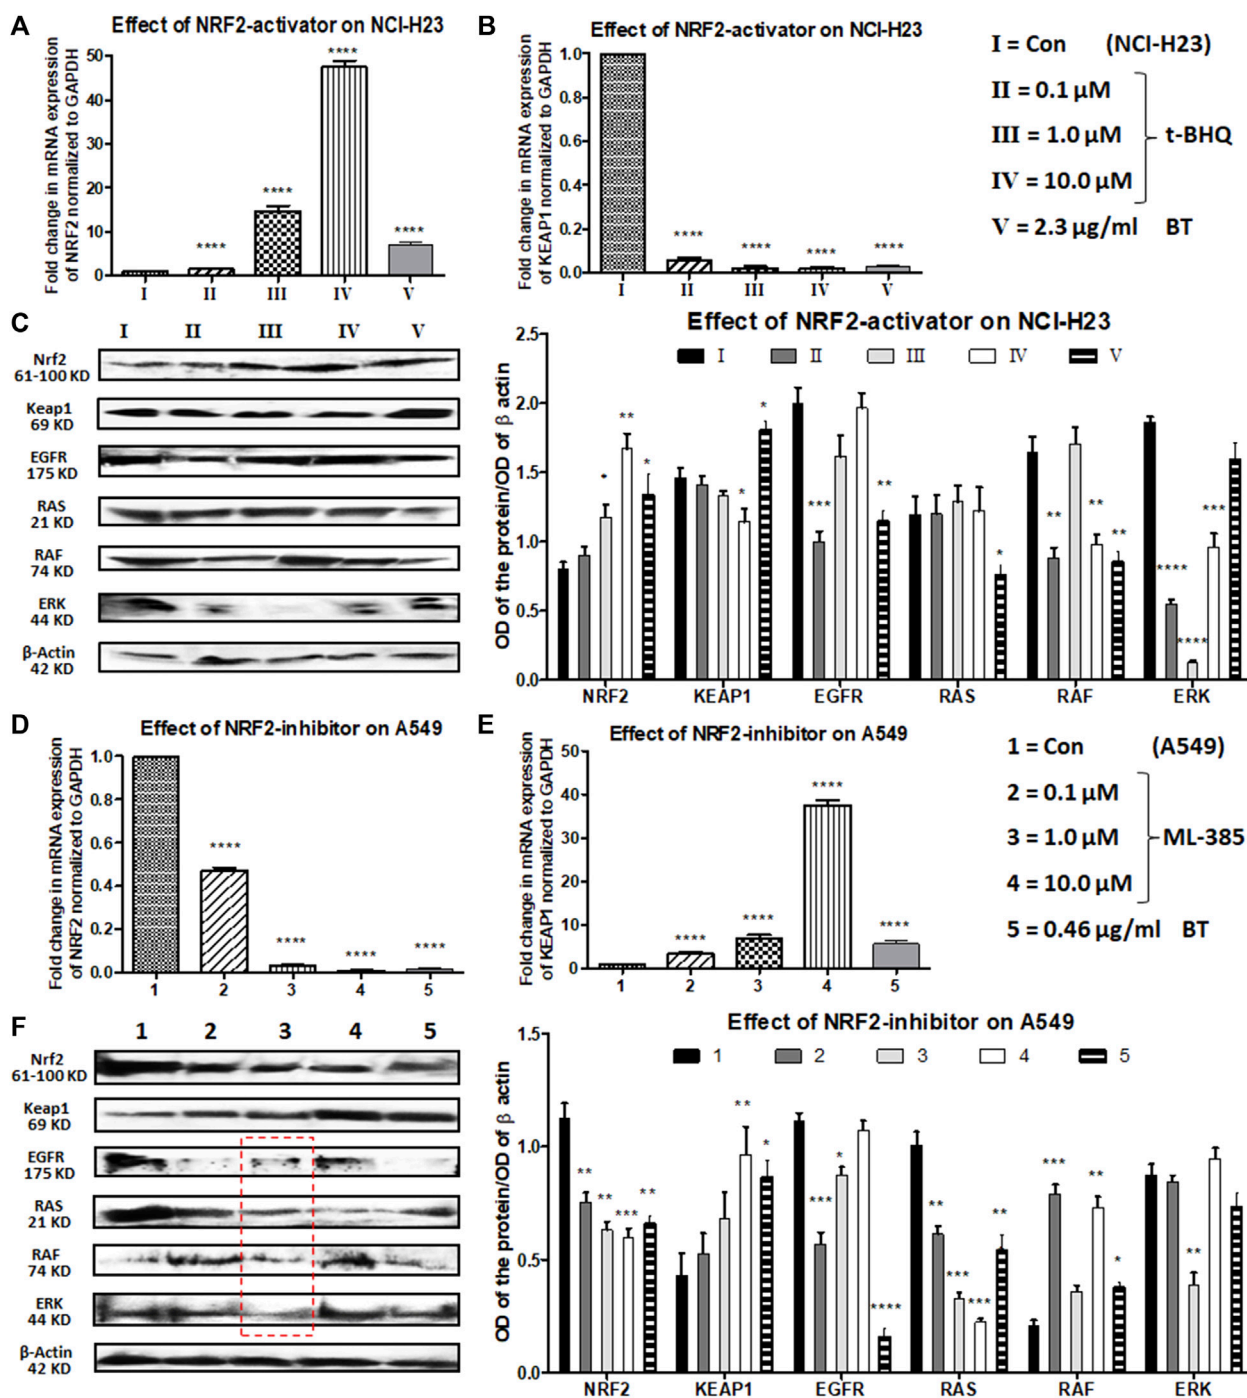 A
Effect of NRF2-activator on NCI-H23
Fold change in mRNA expression
of NRF2 normalized to GAPDH
50
40
30
20
10
0
****
****
****
****
I II III IV V
B
Effect of NRF2-activator on NCI-H23
Fold change in mRNA expression
of KEAP1 normalized to GAPDH
1.0
0.8
0.6
0.4
0.2
0.0
**** **** **** ****
I II III IV V
I = Con (NCI-H23)
II = 0.1 µM
III = 1.0 µM
t-BHQ
IV = 10.0 µM
V = 2.3 µg/ml BT
C
I II III IV V
Nrf2
61-100 KD
Keap1
69 KD
EGFR
175 KD
RAS
21 KD
RAF
74 KD
ERK
44 KD
β-Actin
42 KD
Effect of NRF2-activator on NCI-H23
I II III IV V
OD of the protein/OD of β actin
2.0
1.5
1.0
0.5
0.0
* ** *
* *
*** **
*
** ** **
**** **** ***
NRF2 KEAP1 EGFR RAS RAF ERK
D
Effect of NRF2-inhibitor on A549
Fold change in mRNA expression
of NRF2 normalized to GAPDH
1.0
0.8
0.6
0.4
0.2
0.0
****
**** **** ****
1 2 3 4 5
E
Effect of NRF2-inhibitor on A549
Fold change in mRNA expression
of KEAP1 normalized to GAPDH
50
40
30
20
10
0
**** **** **** ****
1 2 3 4 5
1 = Con (A549)
2 = 0.1 µM
3 = 1.0 µM
ML-385
4 = 10.0 µM
5 = 0.46 µg/ml BT
F
1 2 3 4 5
Nrf2
61-100 KD
Keap1
69 KD
EGFR
175 KD
RAS
21 KD
RAF
74 KD
ERK
44 KD
β-Actin
42 KD
Effect of NRF2-inhibitor on A549
1 2 3 4 5
OD of the protein/OD of β actin
1.5
1.0
0.5
0.0
** ** *** **
** *
*** * ****
** *** *** **
*** ** *
**
NRF2 KEAP1 EGFR RAS RAF ERK